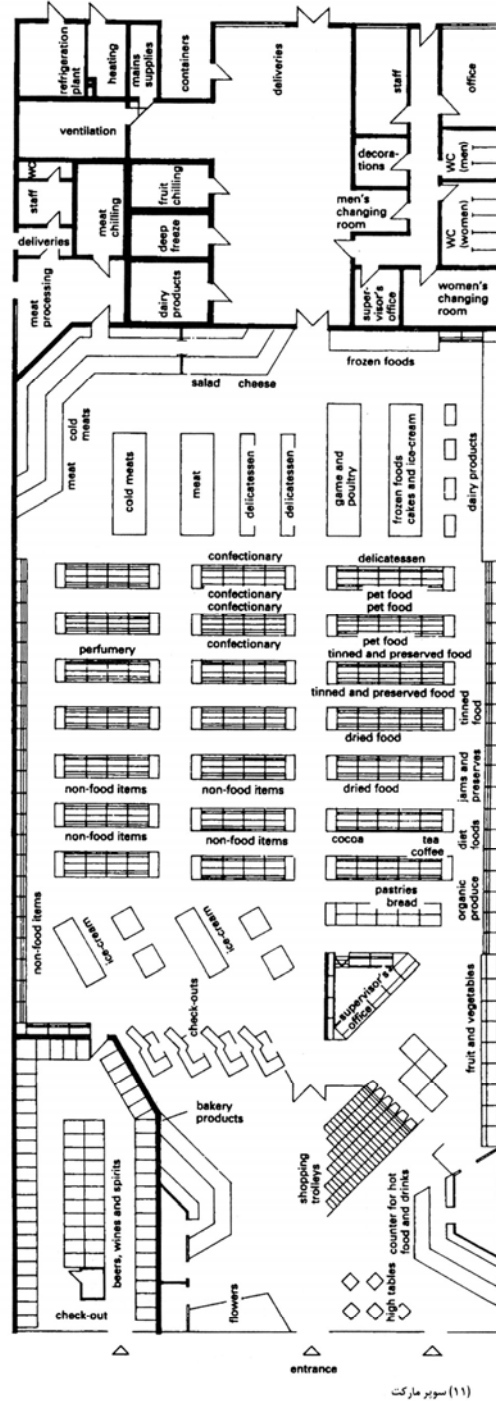 refrigeration
plant
heating
mains
supplies
containers
deliveries
staff
office
ventilation
decora-
tions
WC
(men)
WC
staff
meat
chilling
fruit
chilling
men's
changing
room
WC
(women)
deliveries
deep
freeze
meat
processing
dairy
products
super-
visor's
office
women's
changing
room
salad
cheese
frozen foods
cold
meats
meat
cold meats
meat
delicatessen
delicatessen
game and
poultry
frozen foods
cakes and ice-cream
dairy products
confectionary
delicatessen
confectionary
pet food
confectionary
pet food
perfumery
confectionary
pet food
tinned and preserved food
tinned and preserved food
tinned
food
dried food
jams and
preserves
non-food items
non-food items
dried food
diet
foods
non-food items
non-food items
cocoa
tea
coffee
pastries
bread
organic
produce
non-food items
ice-cream
ice-cream
check-outs
supervisor's
office
fruit and vegetables
bakery
products
shopping
trolleys
counter for hot
food and drinks
beers, wines and spirits
check-out
flowers
high tables
entrance
(۱۱) سوپر مارکت